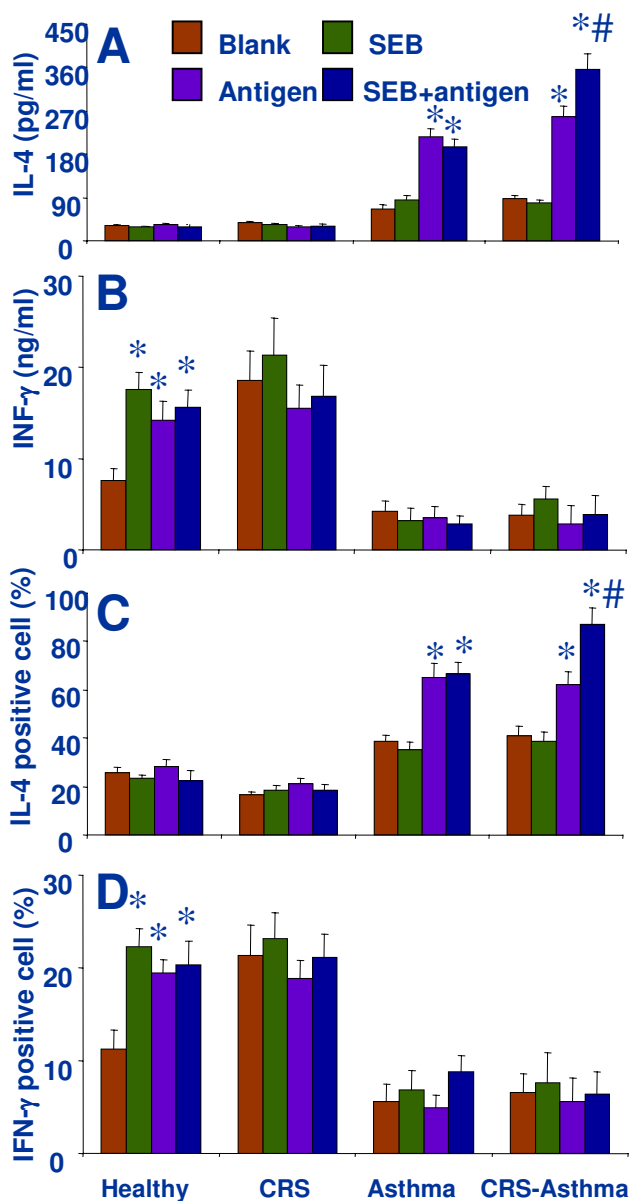 A
Blank
SEB
Antigen
SEB+antigen
IL-4 (pg/ml)
450
360
270
180
90
0
*
*
*
*#
B
INF-γ (ng/ml)
30
20
10
0
*
*
*
C
IL-4 positive cell (%)
100
80
60
40
20
0
*
*
*
*#
D
IFN-γ positive cell (%)
30
20
10
0
*
*
*
Healthy
CRS
Asthma
CRS-Asthma